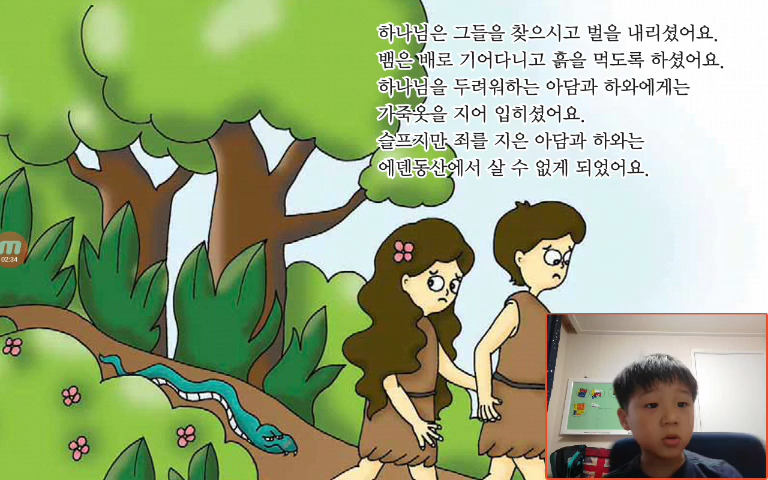 하나님은 그들을 찾으시고 벌을 내리셨어요.
뱀은 배로 기어다니고 흙을 먹도록 하셨어요.
하나님을 두려워하는 아담과 하와에게는
가죽옷을 지어 입히셨어요.
슬프지만 죄를 지은 아담과 하와는
에덴동산에서 살 수 없게 되었어요.
m
02:34